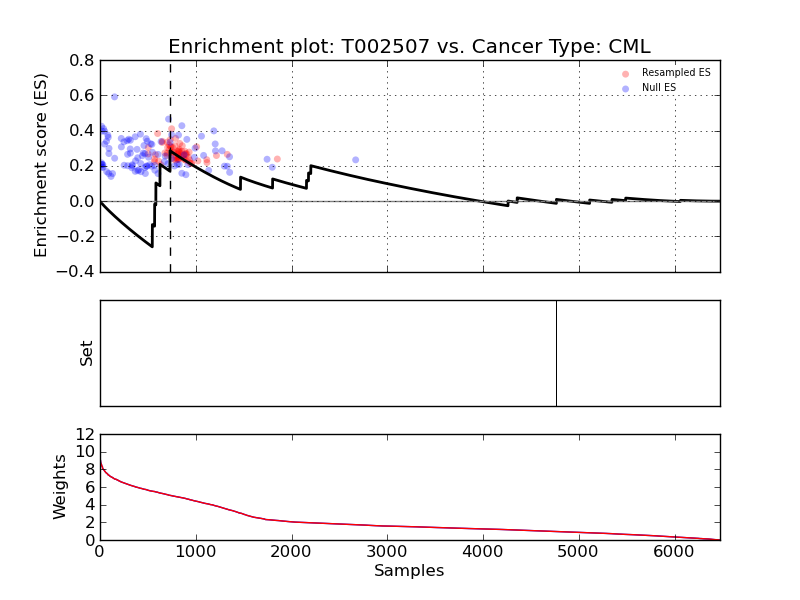 Enrichment plot: T002507 vs. Cancer Type: CML
Resampled ES
Null ES
Enrichment score (ES)
0.8
0.6
0.4
0.2
0.0
−0.2
−0.4
Set
Weights
12
10
8
6
4
2
0
0 1000 2000 3000 4000 5000 6000
Samples